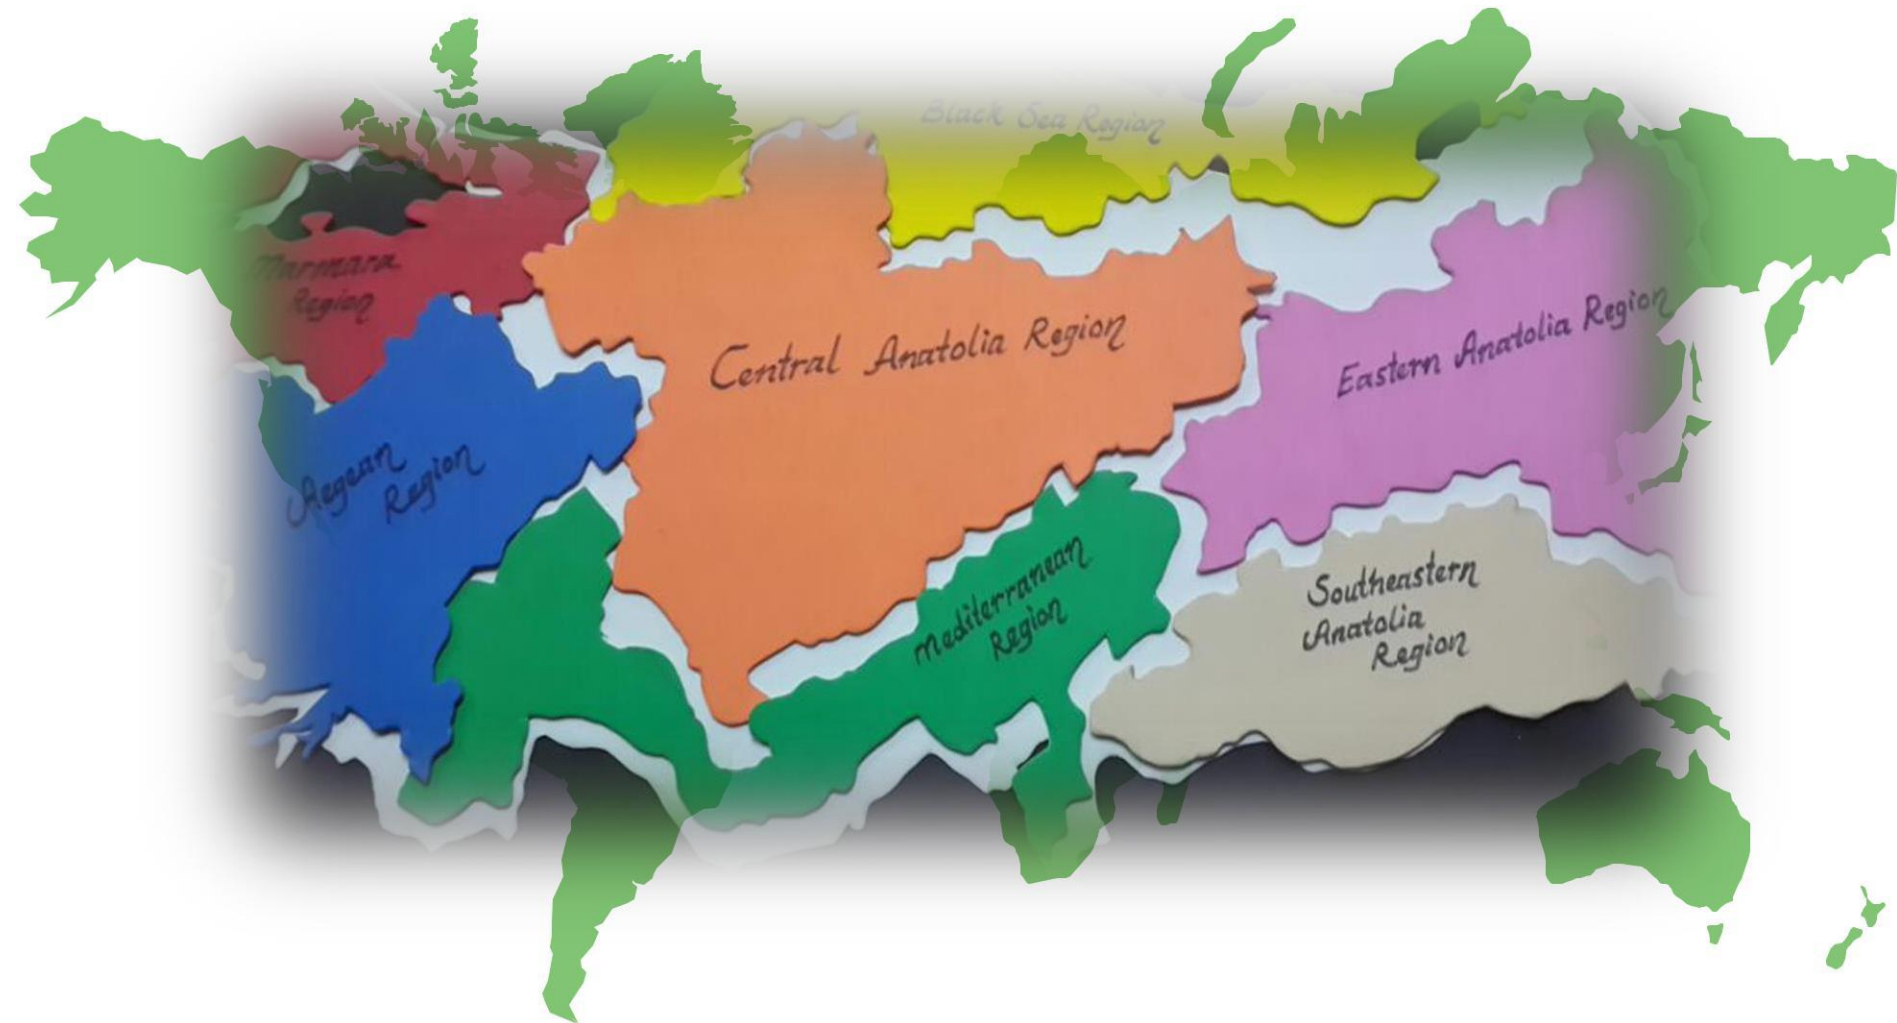 Black Sea Region
Marmara
Region
Central Anatolia Region
Eastern Anatolia Region
Aegean
Region
Mediterranean
Region
Southeastern
Anatolia
Region